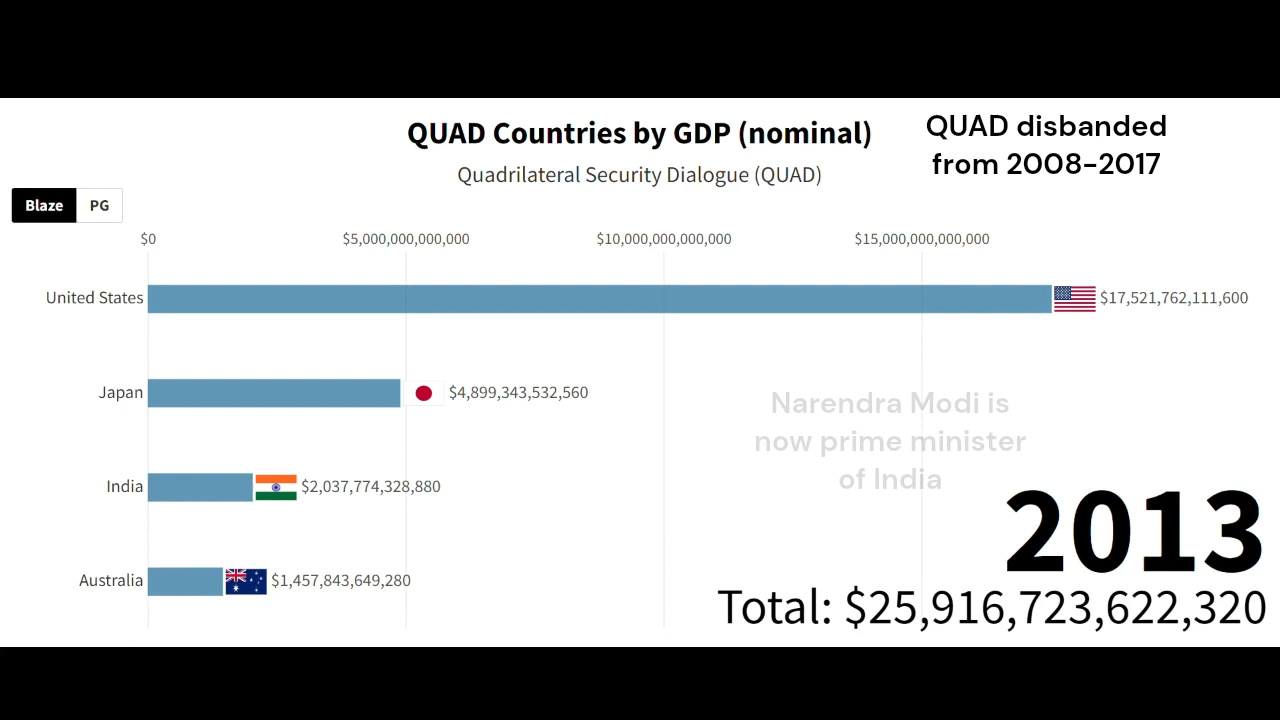 QUAD Countries by GDP (nominal)
Quadrilateral Security Dialogue (QUAD)
QUAD disbanded
from 2008-2017
Blaze PG
$0 $5,000,000,000,000 $10,000,000,000,000 $15,000,000,000,000
United States $17,521,762,111,600
Japan $4,899,343,532,560
Narendra Modi is
now prime minister
of India
India $2,037,774,328,880
2013
Australia $1,457,843,649,280
Total: $25,916,723,622,320